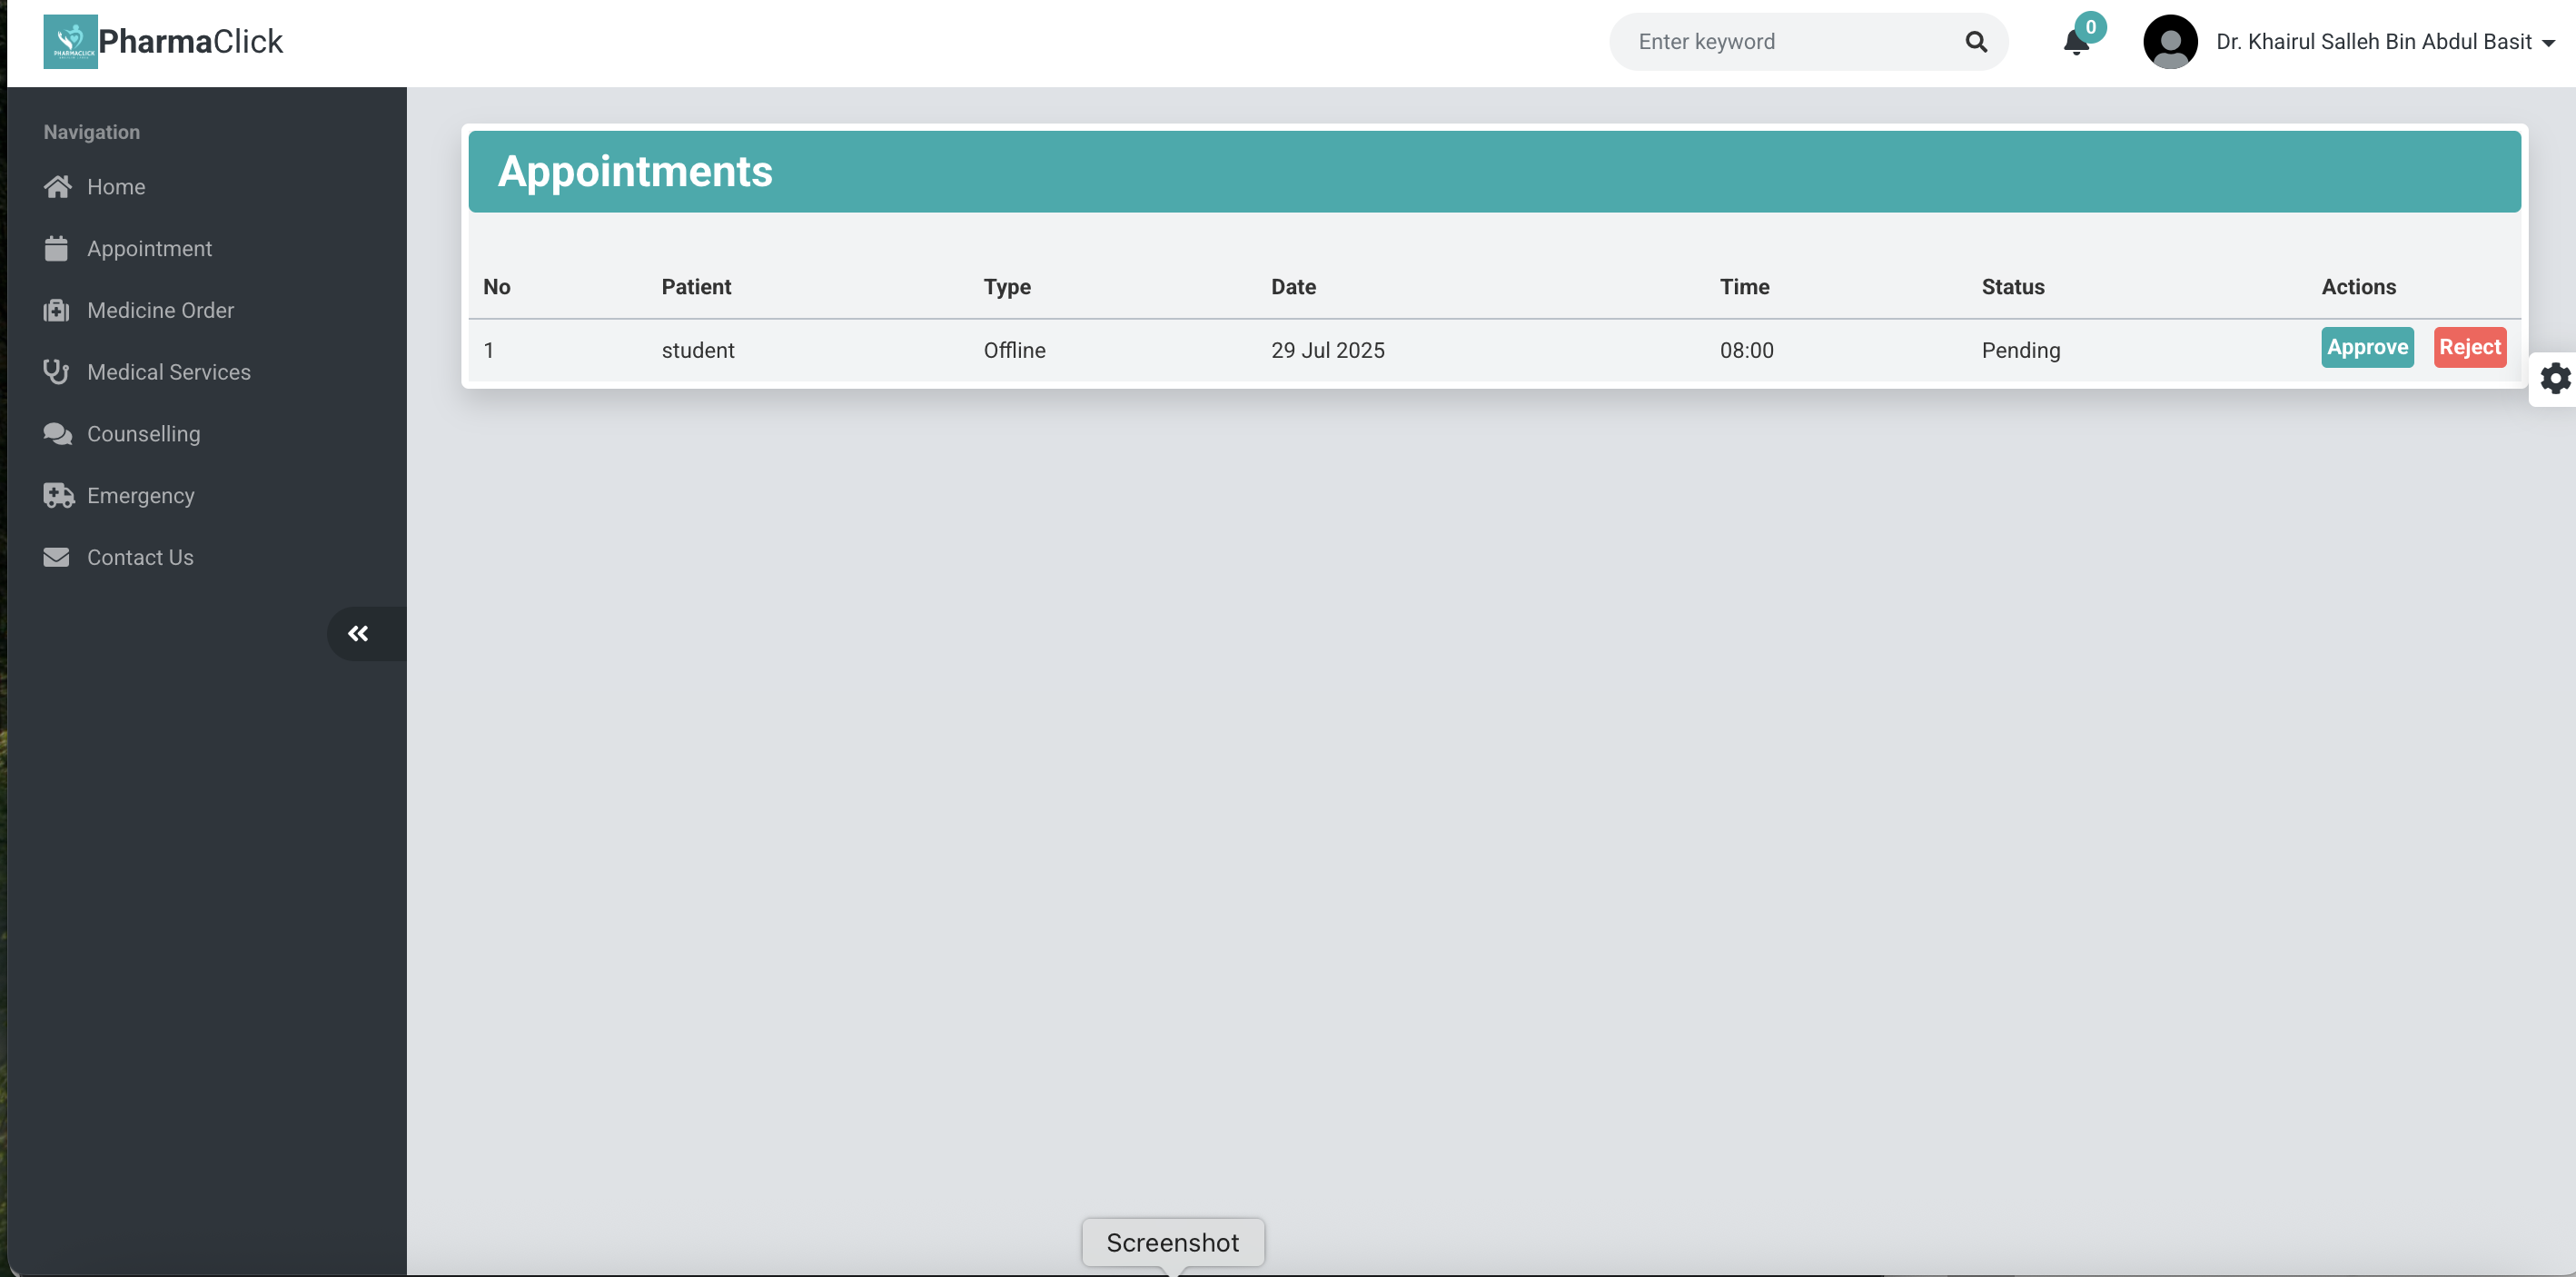 PHARMACLICK
PharmaClick
Enter keyword
0
Dr. Khairul Salleh Bin Abdul Basit
Navigation
Home
Appointment
Medicine Order
Medical Services
Counselling
Emergency
Contact Us
Appointments
No Patient Type Date Time Status Actions
1 student Offline 29 Jul 2025 08:00 Pending Approve Reject
Screenshot